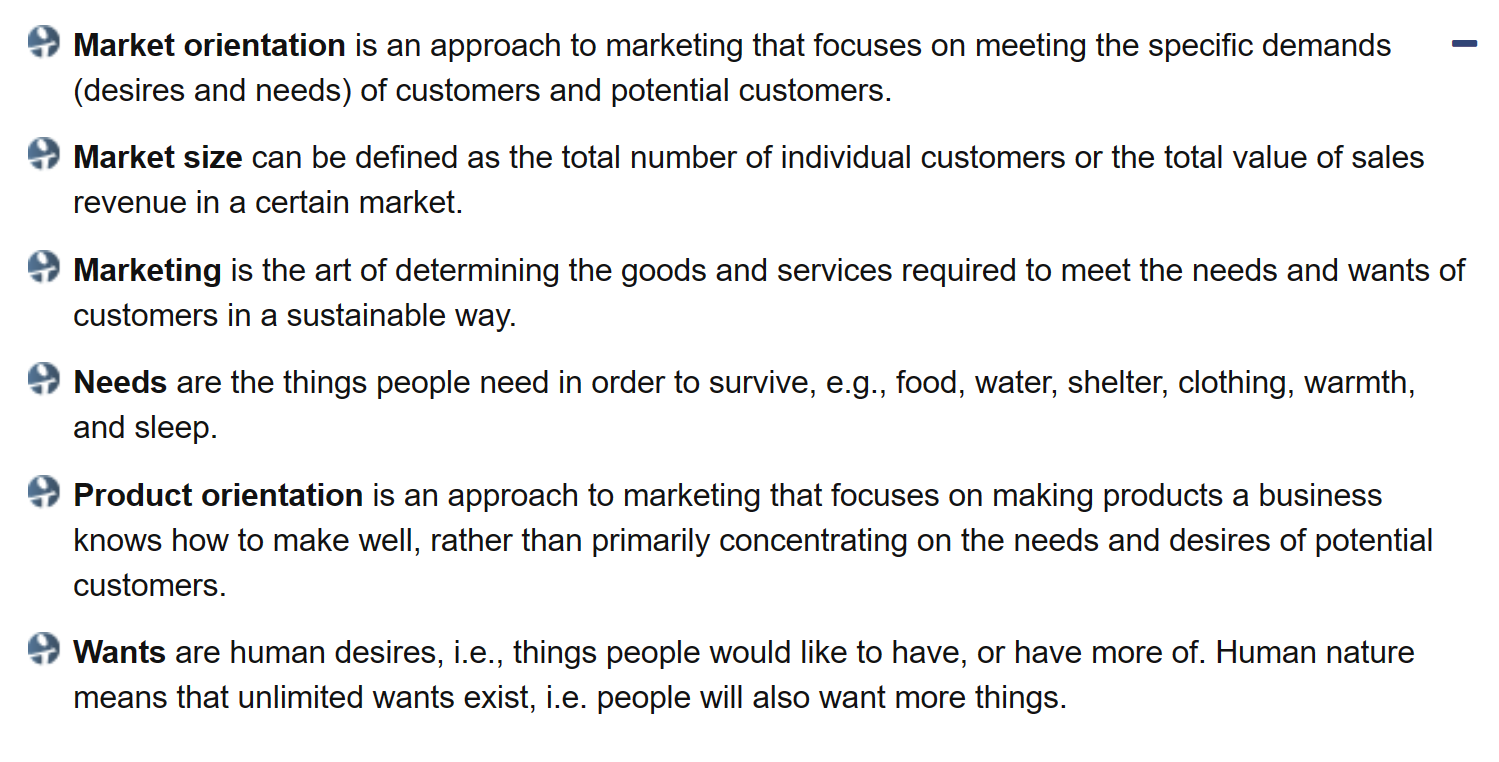 Market orientation is an approach to marketing that focuses on meeting the specific demands
(desires and needs) of customers and potential customers.
Market size can be defined as the total number of individual customers or the total value of sales
revenue in a certain market.
Marketing is the art of determining the goods and services required to meet the needs and wants of
customers in a sustainable way.
Needs are the things people need in order to survive, e.g., food, water, shelter, clothing, warmth,
and sleep.
Product orientation is an approach to marketing that focuses on making products a business
knows how to make well, rather than primarily concentrating on the needs and desires of potential
customers.
Wants are human desires, i.e., things people would like to have, or have more of. Human nature
means that unlimited wants exist, i.e. people will also want more things.